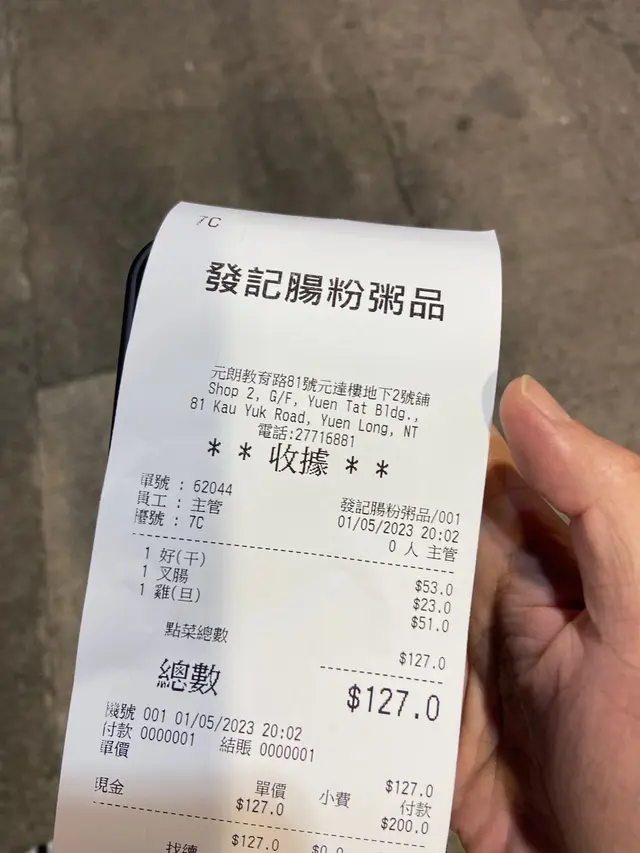 7C
發記腸粉粥品
元朗教育路81號元達樓地下2號舖
Shop 2, G/F, Yuen Tat Bldg.,
81 Kau Yuk Road, Yuen Long, NT
電話:27716881
* * 收據 * *
單號 : 62044
員工 : 主管 發記腸粉粥品/001
檯號 : 7C 01/05/2023 20:02
0 人 主管
1 好(干) $53.0
1 叉腸 $23.0
1 雞(旦) $51.0
點菜總數 $127.0
總數 $127.0
機號 001 01/05/2023 20:02
付款 0000001 結賬 0000001
單價 $127.0
現金 單價 小費 付款
$127.0 $200.0
找續 $127.0 $0.0